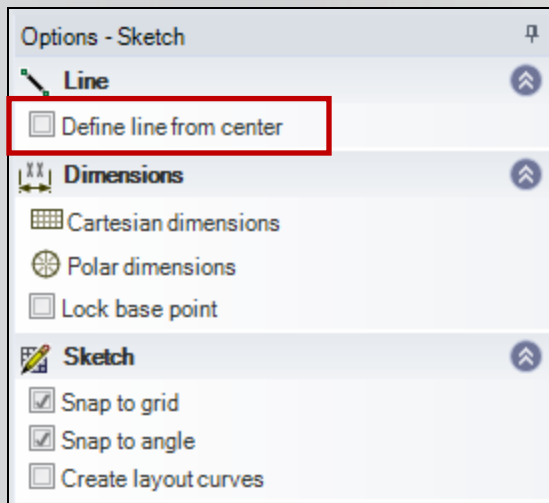 Options - Sketch
Line
Define line from center
X X
Dimensions
Cartesian dimensions
Polar dimensions
Lock base point
Sketch
Snap to grid
Snap to angle
Create layout curves